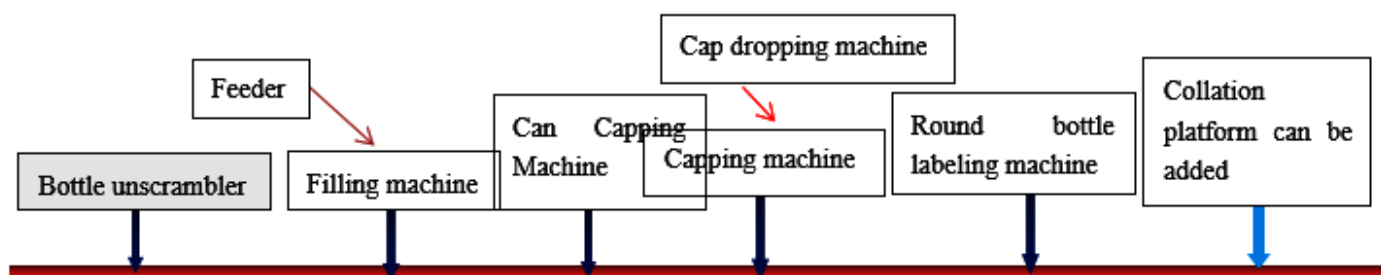 Cap dropping machine
Feeder
Can Capping
Machine
Collation
platform can be
added
Round bottle
labeling machine
Bottle unscrambler
Filling machine
Capping machine